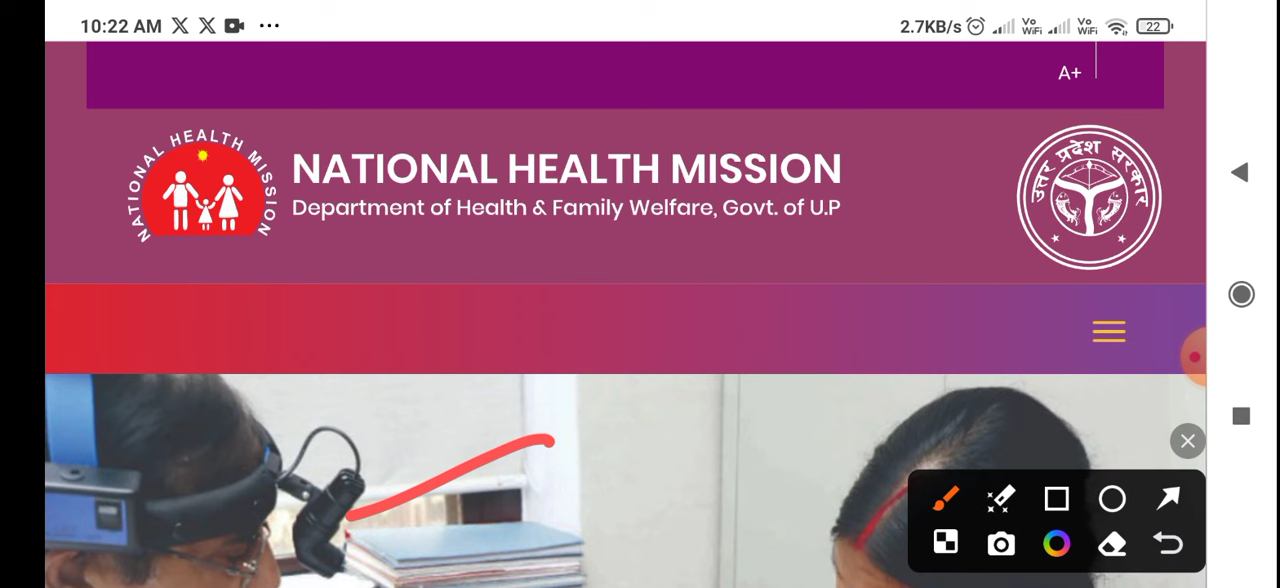 10:22 AM
2.7KB/s
Vo
WiFi
Vo
WiFi
22
A+
NATIONAL HEALTH MISSION
NATIONAL HEALTH MISSION
Department of Health & Family Welfare, Govt. of U.P
उत्तर प्रदेश सरकार